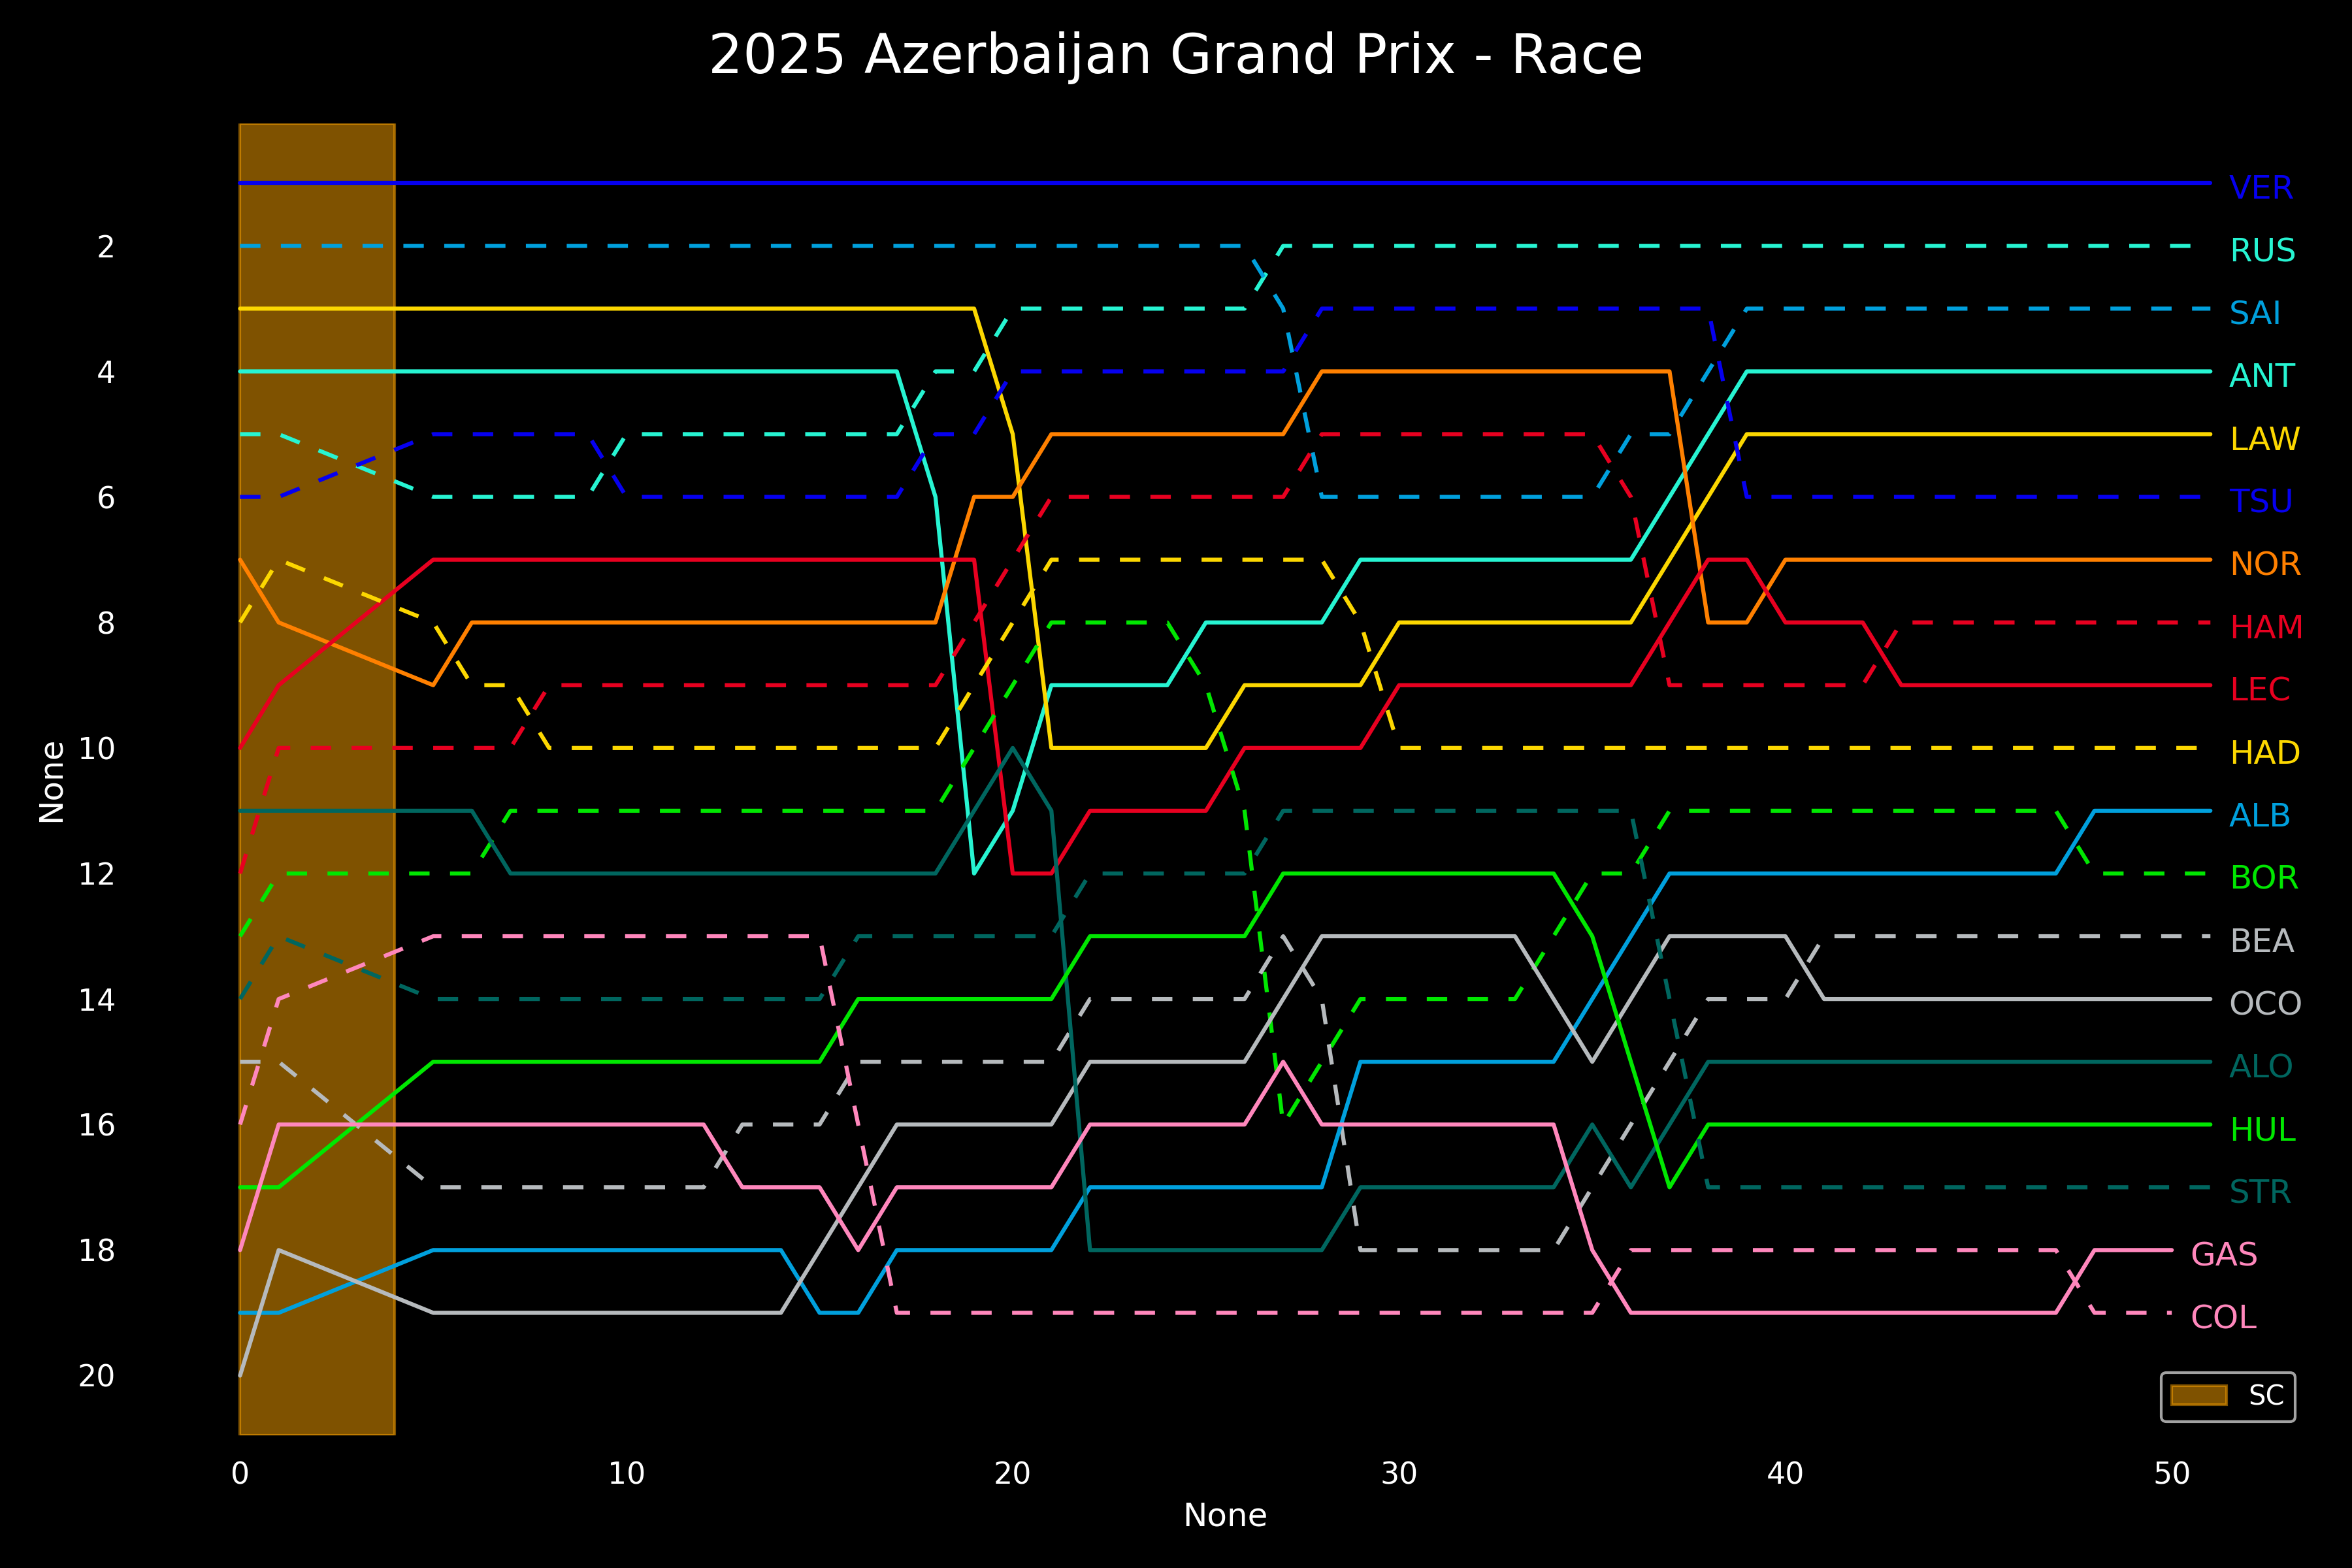 2025 Azerbaijan Grand Prix - Race
VER
2
RUS
SAI
4
ANT
LAW
6
TSU
NOR
8
HAM
LEC
None
10
HAD
ALB
12
BOR
BEA
14
OCO
ALO
16
HUL
STR
18
GAS
COL
20
SC
0 10 20 30 40 50
None